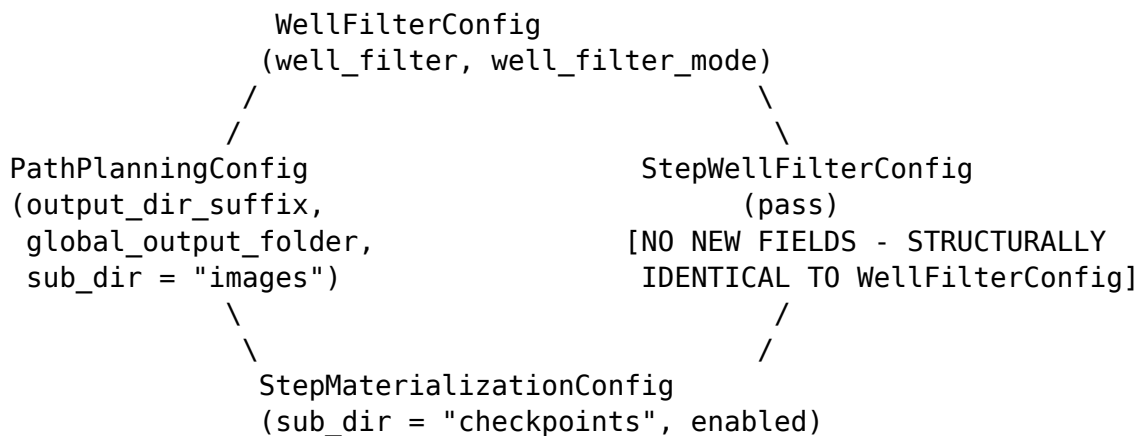 WellFilterConfig
(well_filter, well_filter_mode)
/ \
/ \
PathPlanningConfig StepWellFilterConfig
(output_dir_suffix, (pass)
global_output_folder, [NO NEW FIELDS - STRUCTURALLY
sub_dir = "images") IDENTICAL TO WellFilterConfig]
\ /
\ /
StepMaterializationConfig
(sub_dir = "checkpoints", enabled)